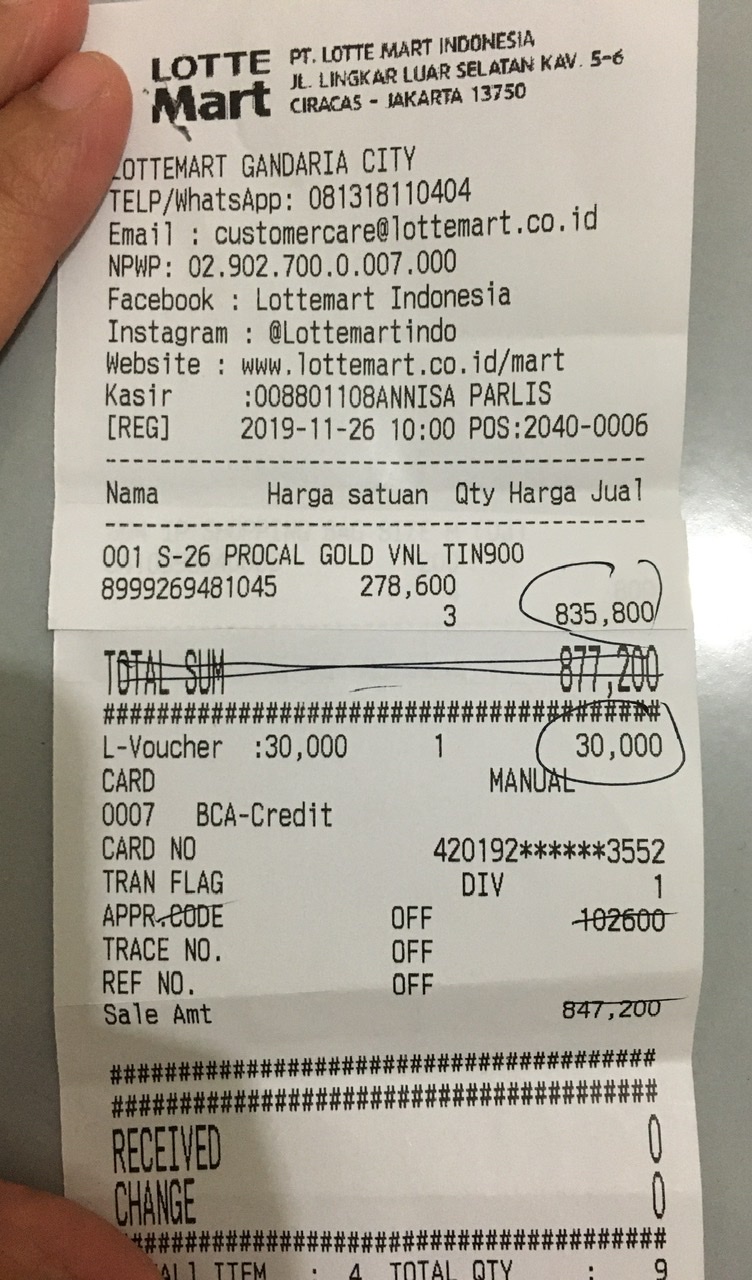 LOTTE Mart
PT. LOTTE MART INDONESIA
JL. LINGKAR LUAR SELATAN KAV. 5-6
CIRACAS - JAKARTA 13750
LOTTEMART GANDARIA CITY
TELP/WhatsApp: 081318110404
Email : customercare@lottemart.co.id
NPWP: 02.902.700.0.007.000
Facebook : Lottemart Indonesia
Instagram : @Lottemartindo
Website : www.lottemart.co.id/mart
Kasir :008801108ANNISA PARLIS
[REG] 2019-11-26 10:00 POS:2040-0006
----------------------------------------
Nama Harga satuan Qty Harga Jual
----------------------------------------
001 S-26 PROCAL GOLD VNL TIN900
8999269481045 278,600
3 835,800
TOTAL SUM 877,200
########################################
L-Voucher :30,000 1 30,000
CARD MANUAL
0007 BCA-Credit
CARD NO 420192******3552
TRAN FLAG DIV 1
APPR.CODE OFF 102600
TRACE NO. OFF
REF NO. OFF
Sale Amt 847,200
########################################
########################################
RECEIVED 0
CHANGE 0
########################################
ITEM : 4 TOTAL QTY : 9